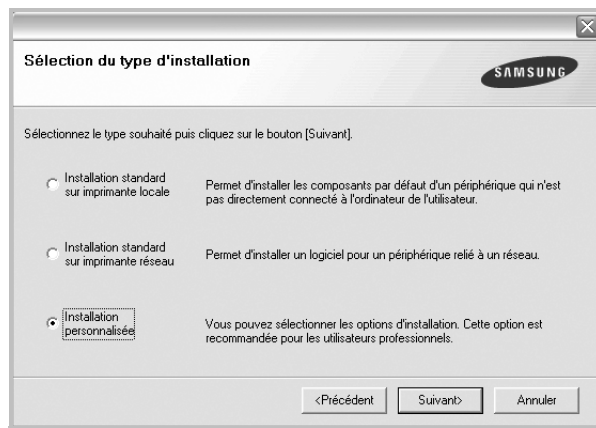 Sélection du type d'installation
SAMSUNG
Sélectionnez le type souhaité puis cliquez sur le bouton [Suivant].
Installation standard
sur imprimante locale
Permet d'installer les composants par défaut d'un périphérique qui n'est
pas directement connecté à l'ordinateur de l'utilisateur.
Installation standard
sur imprimante réseau
Permet d'installer un logiciel pour un périphérique relié à un réseau.
Installation
personnalisée
Vous pouvez sélectionner les options d'installation. Cette option est
recommandée pour les utilisateurs professionnels.
<Précédent
Suivant>
Annuler